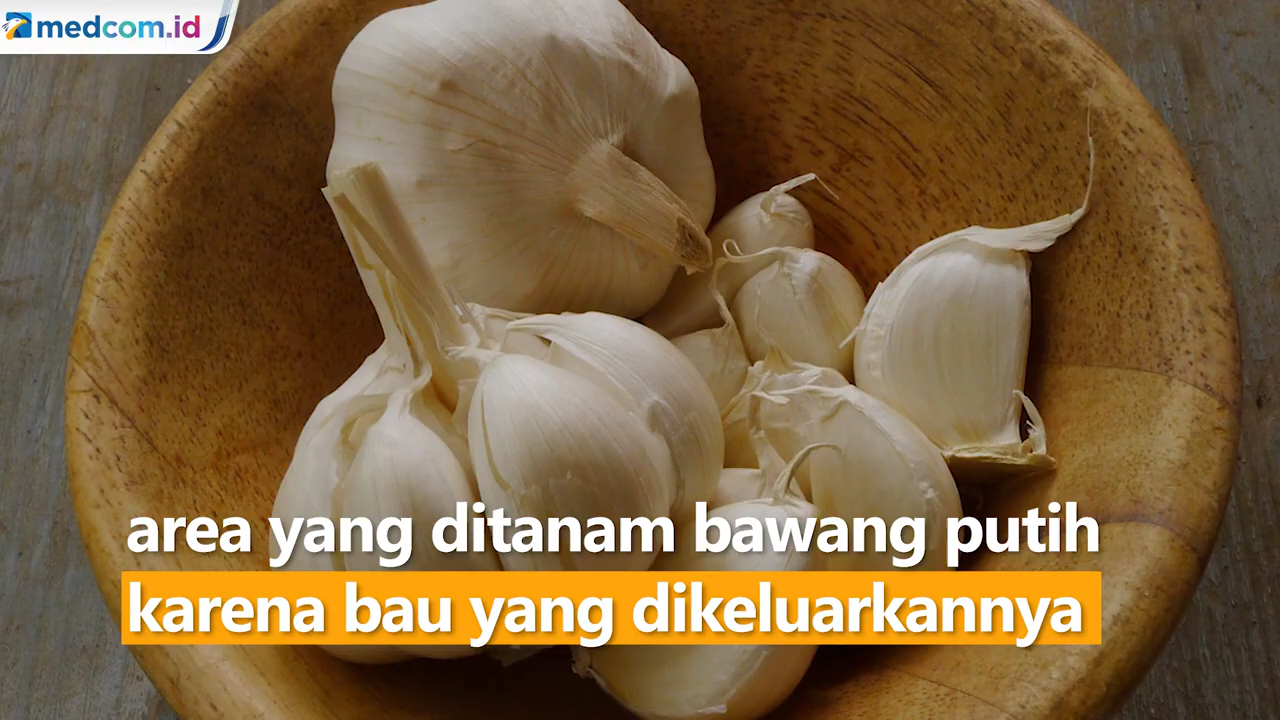 medcom.id
area yang ditanam bawang putih
karena bau yang dikeluarkannya